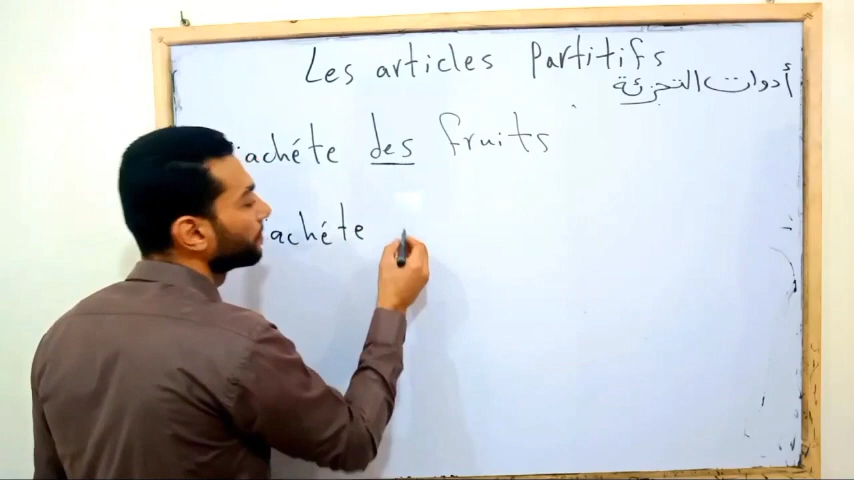 Les articles Partitifs
أدوات التجزئة
'achéte des fruits
'achéte